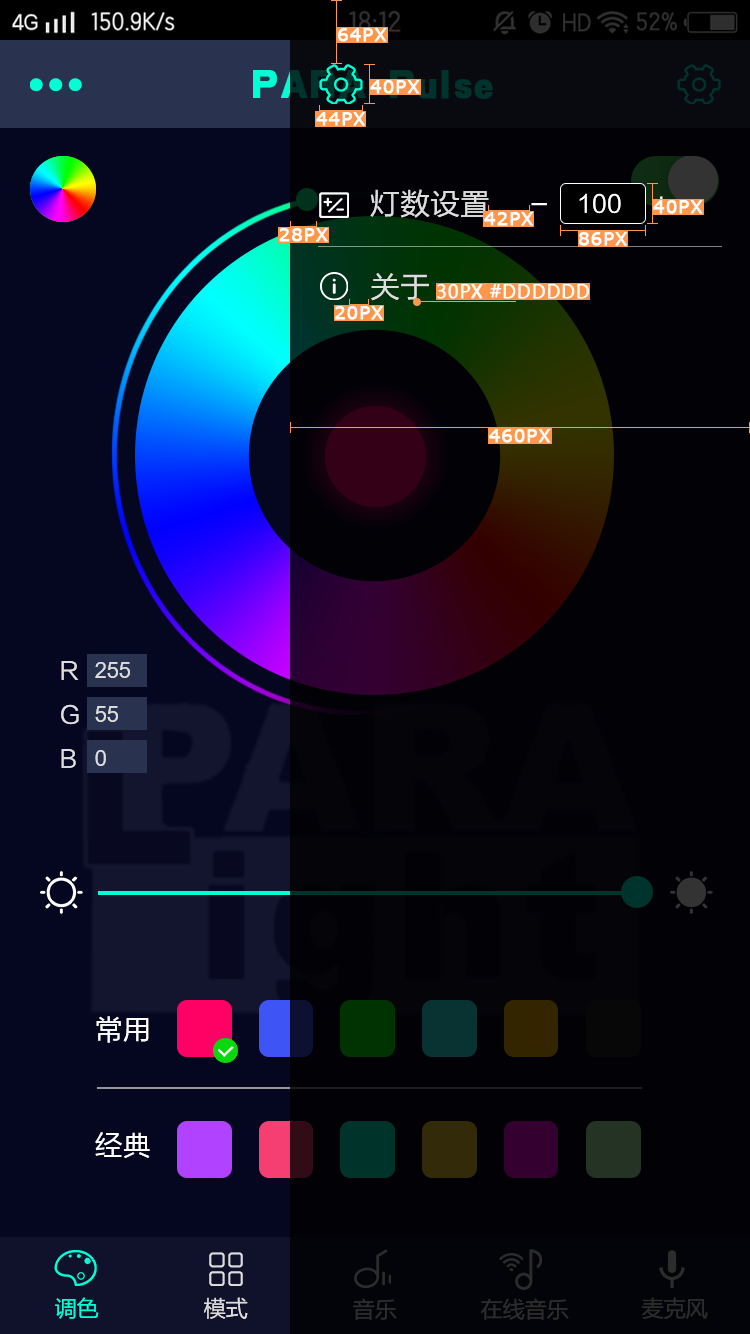 4G 150.9K/s 18:12 HD 52%
64PX
PARA Pulse
40PX
44PX
灯数设置 42PX - 100 40PX
28PX 86PX
关于 30PX #DDDDDD
20PX
460PX
R 255
G 55
B 0
PARA
Light
常用
经典
调色 模式 音乐 在线音乐 麦克风